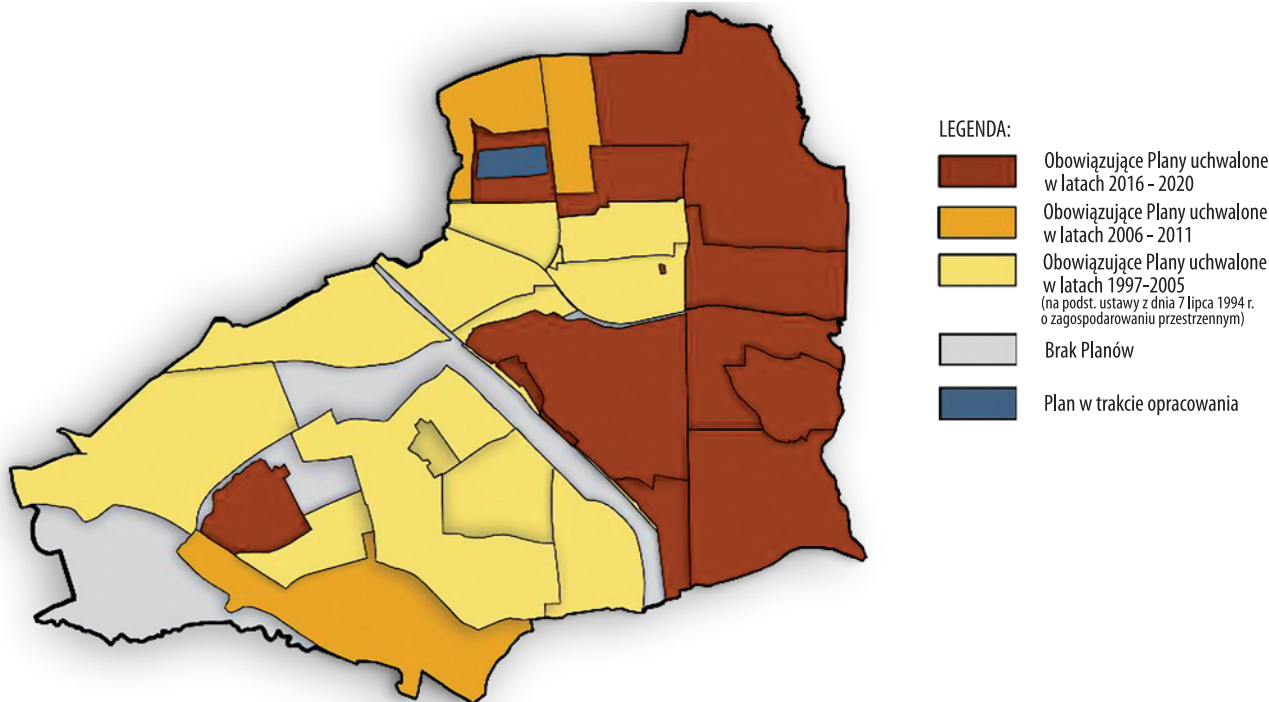 LEGENDA:
Obowiązujące Plany uchwalone
w latach 2016 - 2020
Obowiązujące Plany uchwalone
w latach 2006 - 2011
Obowiązujące Plany uchwalone
w latach 1997-2005
(na podst. ustawy z dnia 7 lipca 1994 r.
o zagospodarowaniu przestrzennym)
Brak Planów
Plan w trakcie opracowania